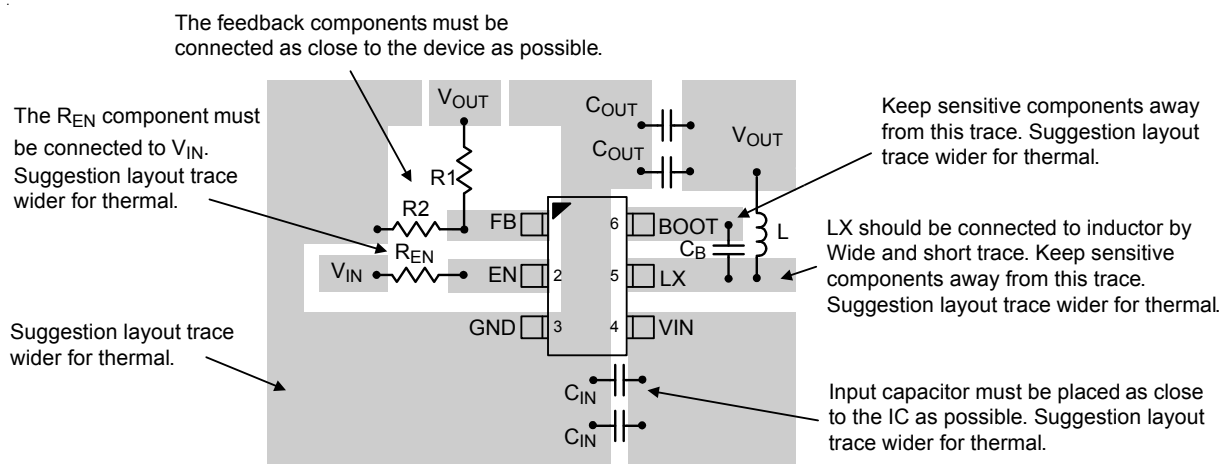 The feedback components must be
connected as close to the device as possible.
The REN component must
be connected to VIN.
Suggestion layout trace
wider for thermal.
VOUT
R1
R2
REN
VIN
COUT
COUT
VOUT
Keep sensitive components away
from this trace. Suggestion layout
trace wider for thermal.
FB
6
BOOT
CB
L
EN
2
5
LX
LX should be connected to inductor by
Wide and short trace. Keep sensitive
components away from this trace.
Suggestion layout trace wider for thermal.
GND
3
4
VIN
Suggestion layout trace
wider for thermal.
CIN
CIN
Input capacitor must be placed as close
to the IC as possible. Suggestion layout
trace wider for thermal.